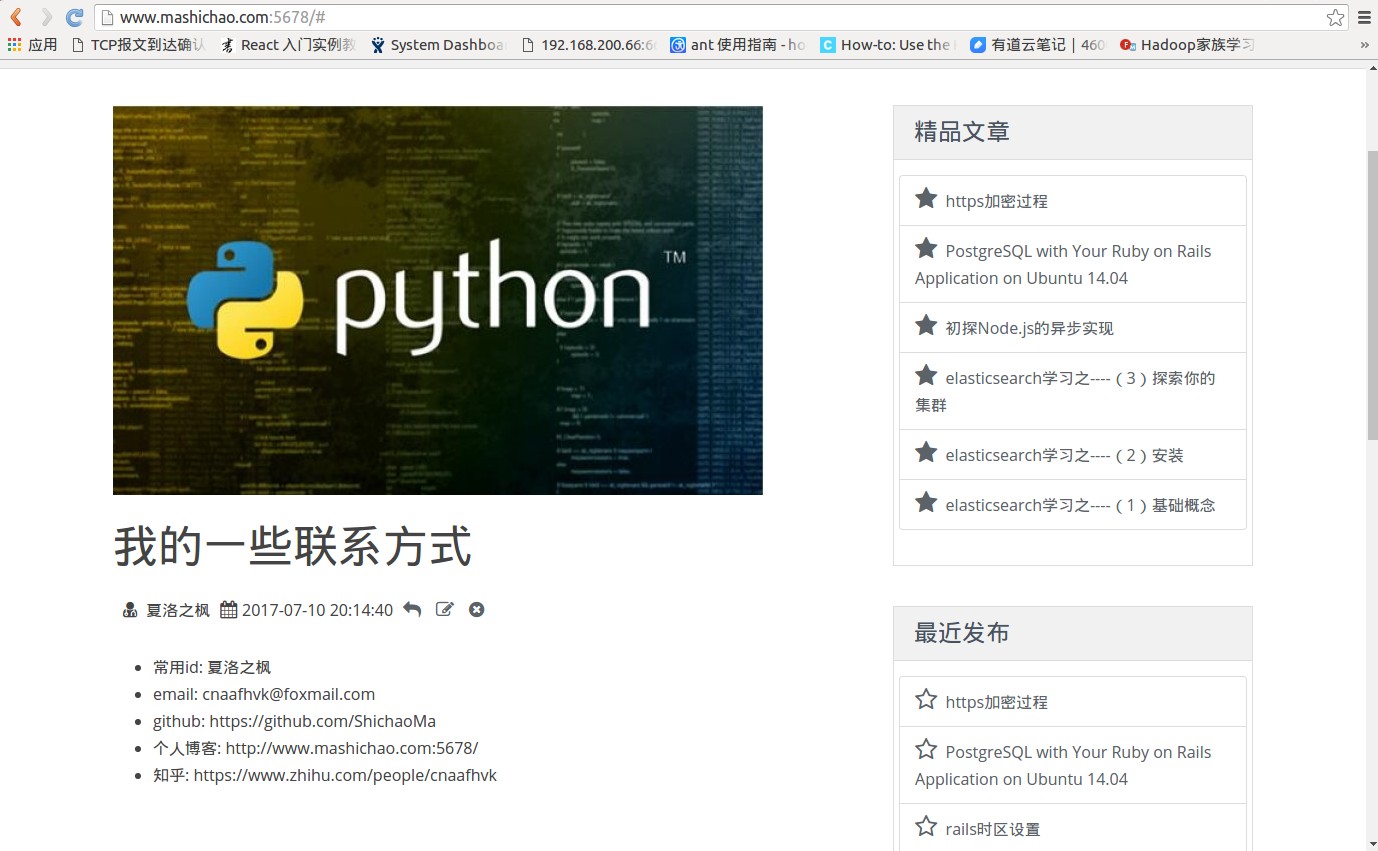 www.mashichao.com:5678/#
应用
TCP报文到达确认
React 入门实例教
System Dashboa
192.168.200.66:6
ant 使用指南 - ho
How-to: Use the
有道云笔记 | 460
Hadoop家族学习
»
python
TM
我的一些联系方式
夏洛之枫 2017-07-10 20:14:40
常用id: 夏洛之枫
email: cnaafhvk@foxmail.com
github: https://github.com/ShichaoMa
个人博客: http://www.mashichao.com:5678/
知乎: https://www.zhihu.com/people/cnaafhvk
精品文章
https加密过程
PostgreSQL with Your Ruby on Rails
Application on Ubuntu 14.04
初探Node.js的异步实现
elasticsearch学习之----（3）探索你的
集群
elasticsearch学习之----（2）安装
elasticsearch学习之----（1）基础概念
最近发布
https加密过程
PostgreSQL with Your Ruby on Rails
Application on Ubuntu 14.04
rails时区设置